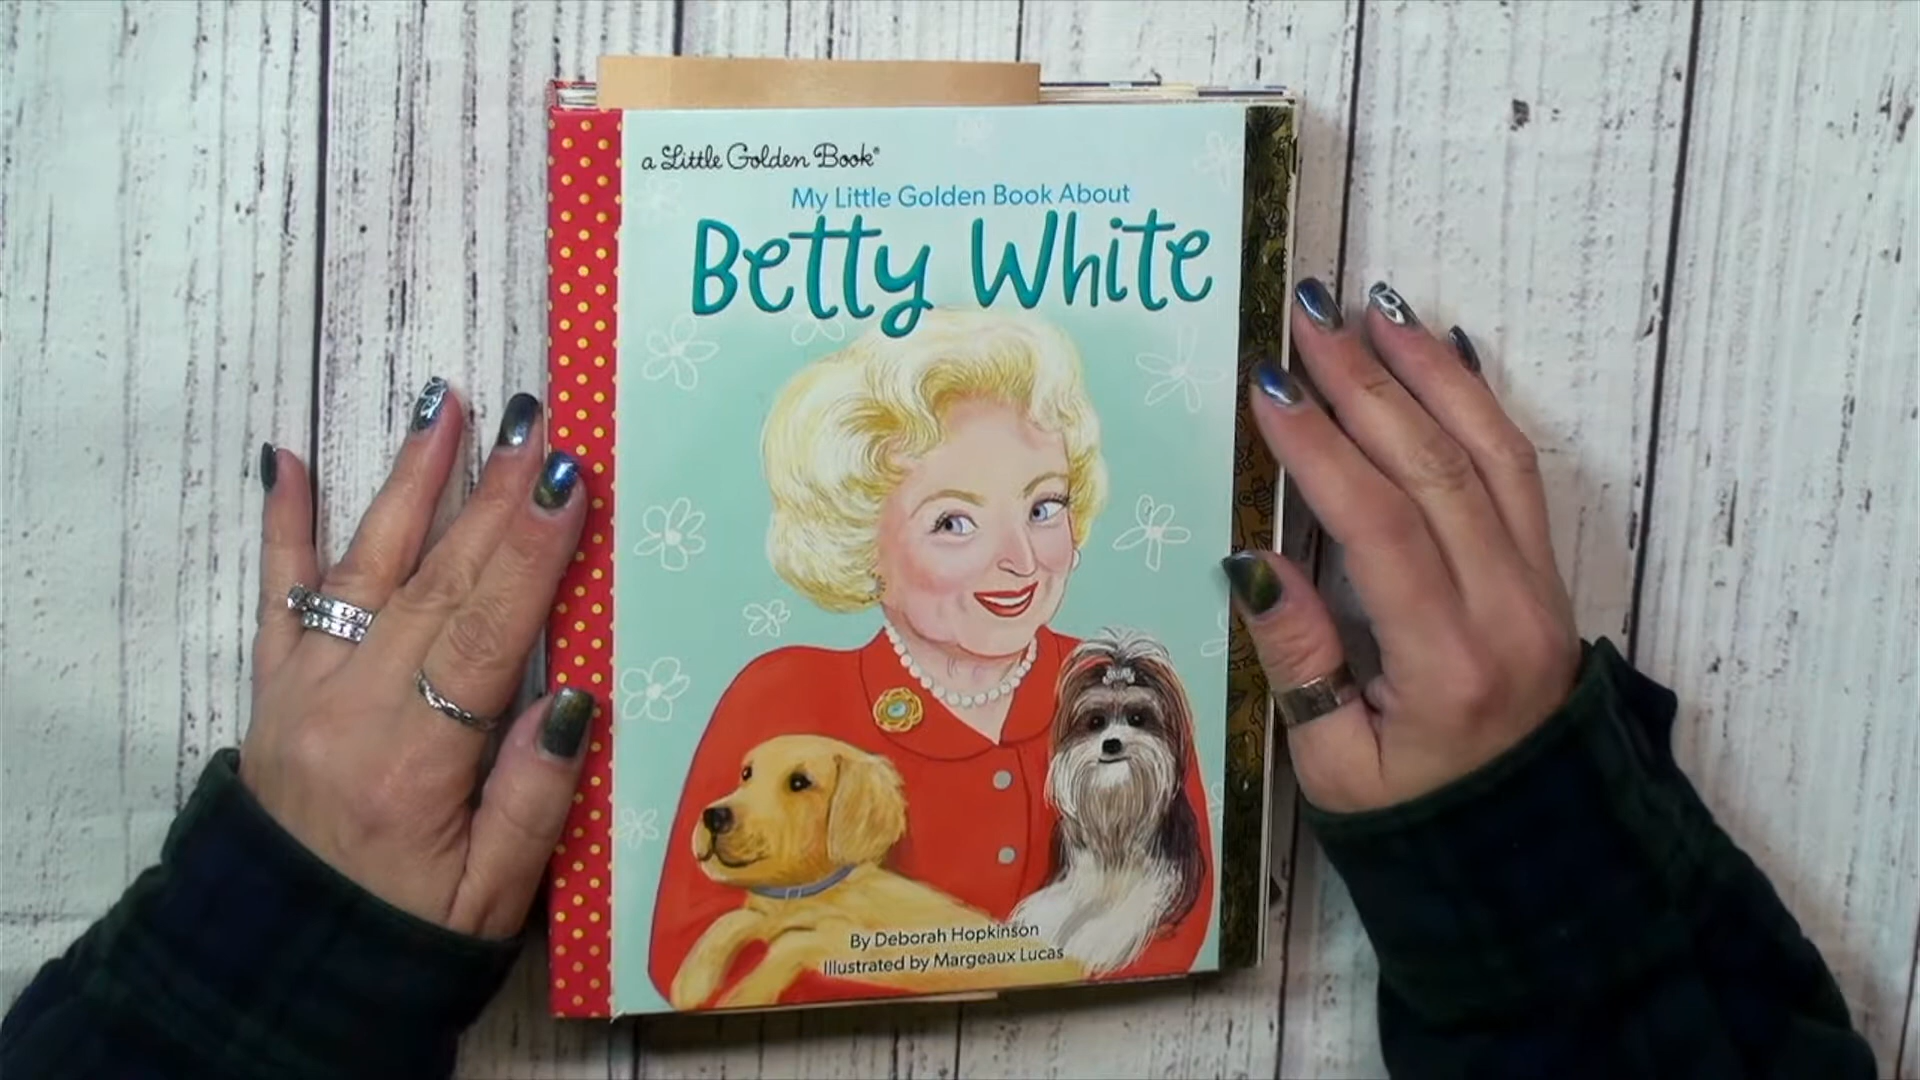 a Little Golden Book®
My Little Golden Book About
Betty White
By Deborah Hopkinson
Illustrated by Margeaux Lucas